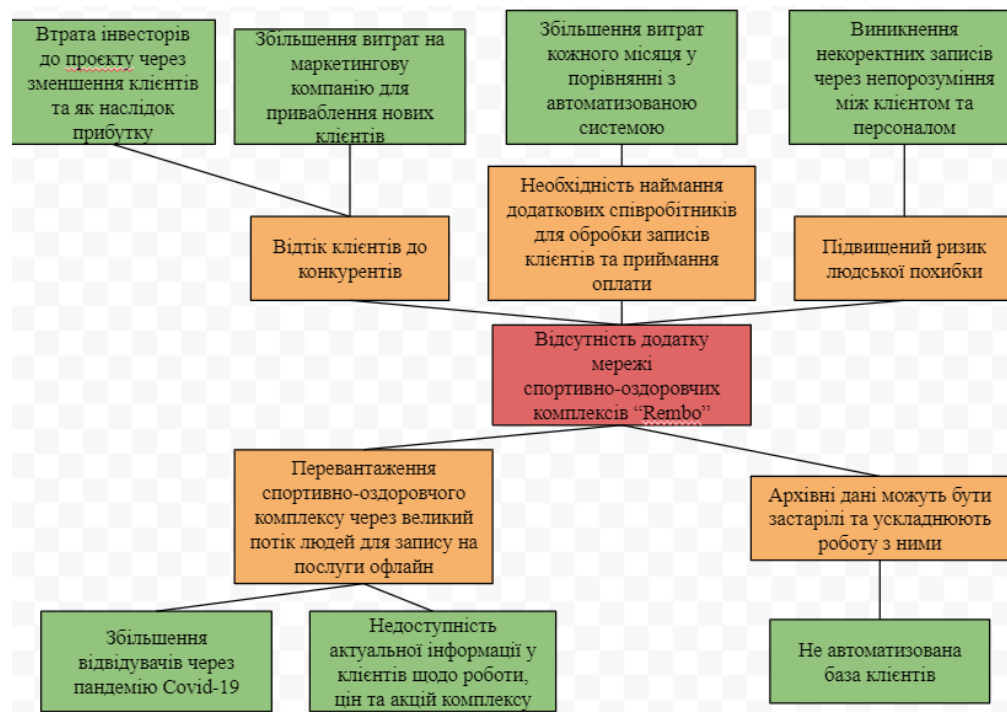 Втрата інвесторів
до проєкту через
зменшення клієнтів
та як наслідок
прибутку
Збільшення витрат на
маркетингову
компанію для
приваблення нових
клієнтів
Збільшення витрат
кожного місяця у
порівнянні з
автоматизованою
системою
Виникнення
некоректних записів
через непорозуміння
між клієнтом та
персоналом
Відтік клієнтів до
конкурентів
Необхідність наймання
додаткових співробітників
для обробки записів
клієнтів та приймання
оплати
Підвищений ризик
людської похибки
Відсутність додатку
мережі
спортивно-оздоровчих
комплексів “Rembo”
Перевантаження
спортивно-оздоровчого
комплексу через великий
потік людей для запису на
послуги офлайн
Архівні дані можуть бути
застарілі та ускладнюють
роботу з ними
Збільшення
відвідувачів через
пандемію Covid-19
Недоступність
актуальної інформації у
клієнтів щодо роботи,
цін та акцій комплексу
Не автоматизована
база клієнтів